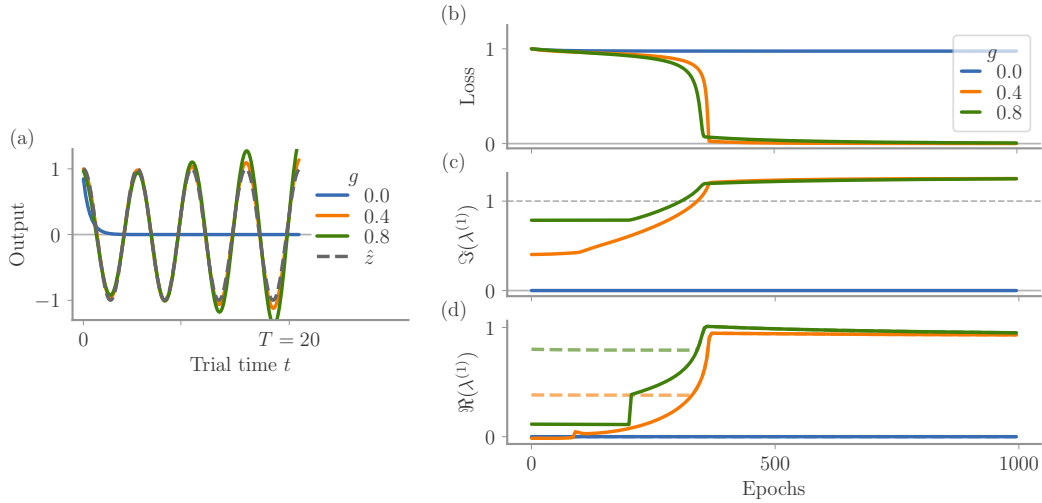 (a)
Output
1
0
−1
0
T = 20
Trial time t
g
0.0
0.4
0.8
ẑ
(b)
Loss
1
0
g
0.0
0.4
0.8
(c)
ℑ(λ⁽¹⁾)
1
0
(d)
ℜ(λ⁽¹⁾)
1
0
0
500
1000
Epochs